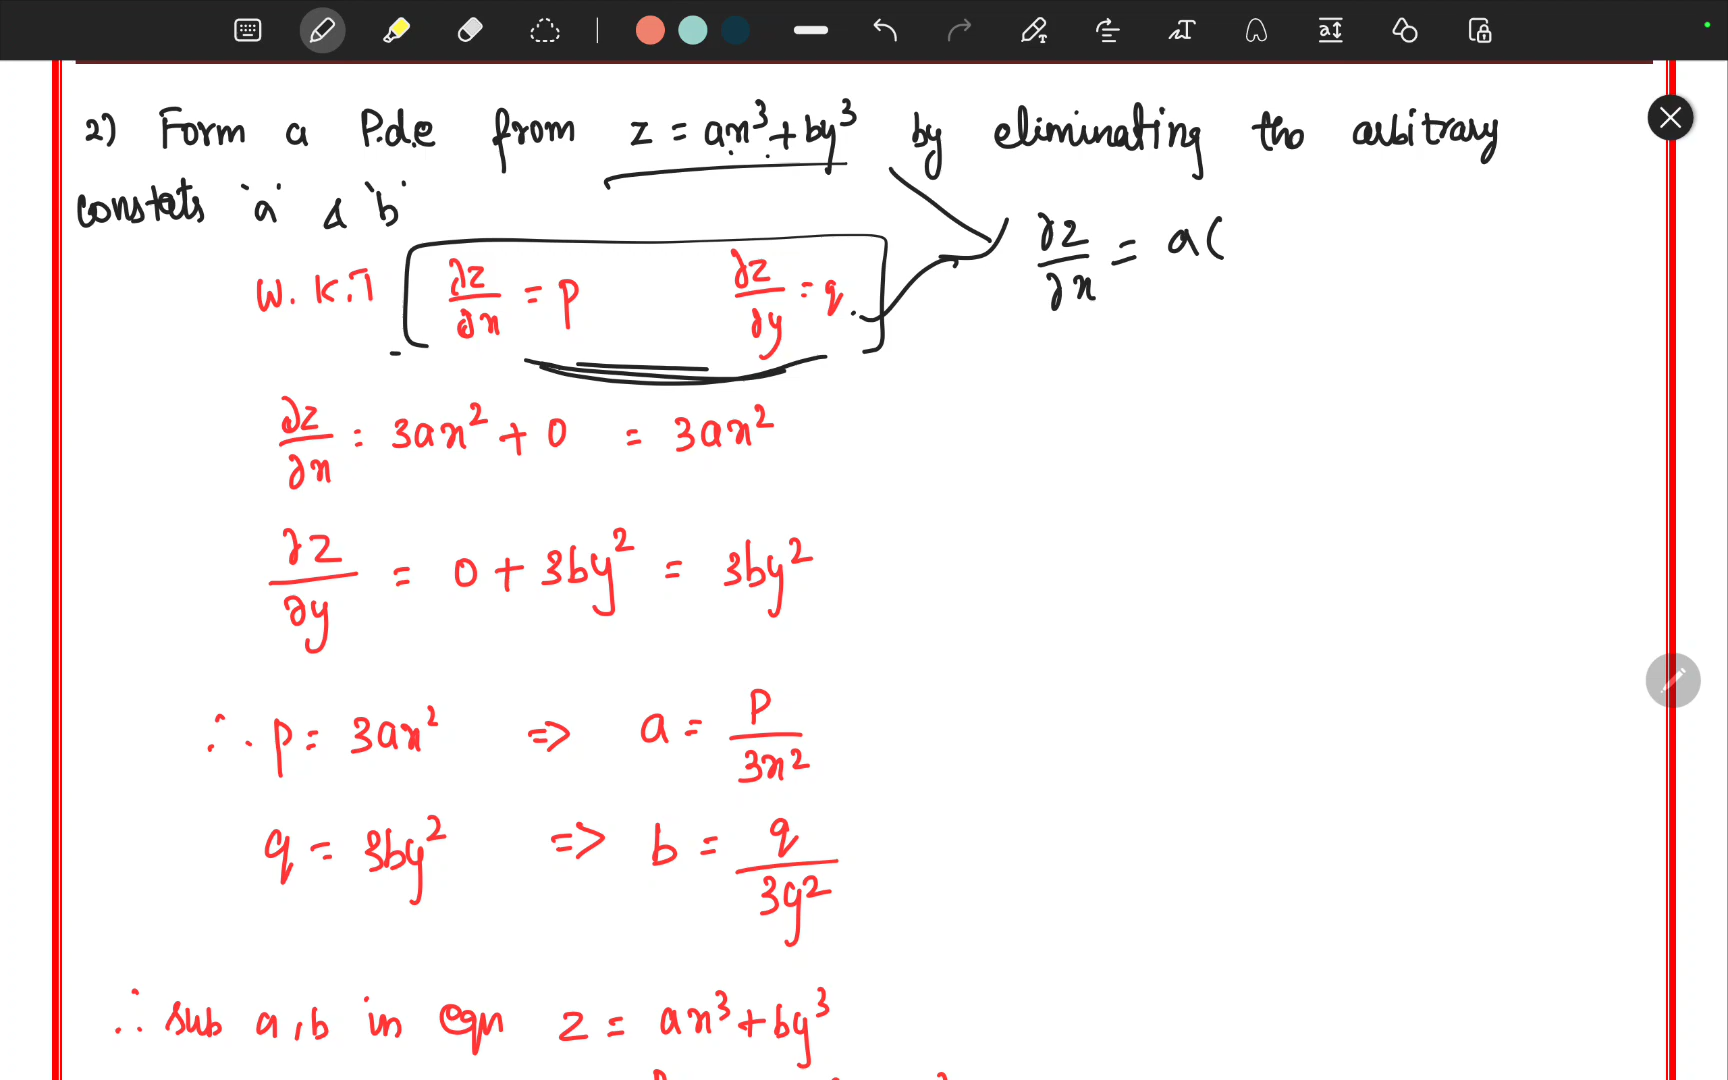 2) Form a P.d.e from z = ax³ + by³ by eliminating the arbitrary
constats 'a' & 'b'
W.K.T ∂z/∂x = p ∂z/∂y = q.
∂z/∂x = a(
∂z/∂x = 3ax² + 0 = 3ax²
∂z/∂y = 0 + 3by² = 3by²
∴ p = 3ax² => a = P/3x²
q = 3by² => b = q/3y²
∴ sub a, b in eqn z = ax³ + by³